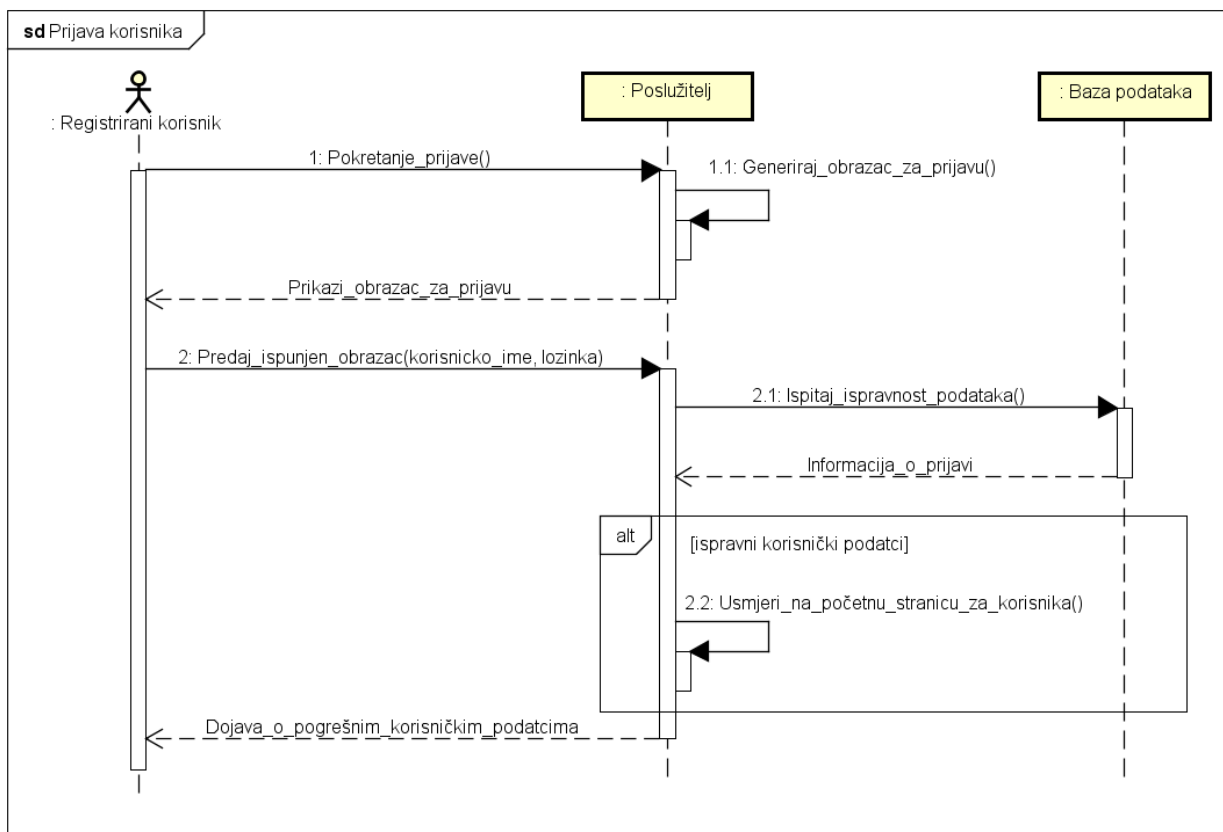 sd Prijava korisnika
: Registrirani korisnik
: Poslužitelj
: Baza podataka
1: Pokretanje_prijave()
1.1: Generiraj_obrazac_za_prijavu()
Prikazi_obrazac_za_prijavu
2: Predaj_ispunjen_obrazac(korisnicko_ime, lozinka)
2.1: Ispitaj_ispravnost_podataka()
Informacija_o_prijavi
alt
[ispravni korisnički podatci]
2.2: Usmjeri_na_početnu_stranicu_za_korisnika()
Dojava_o_pogrešnim_korisničkim_podatcima